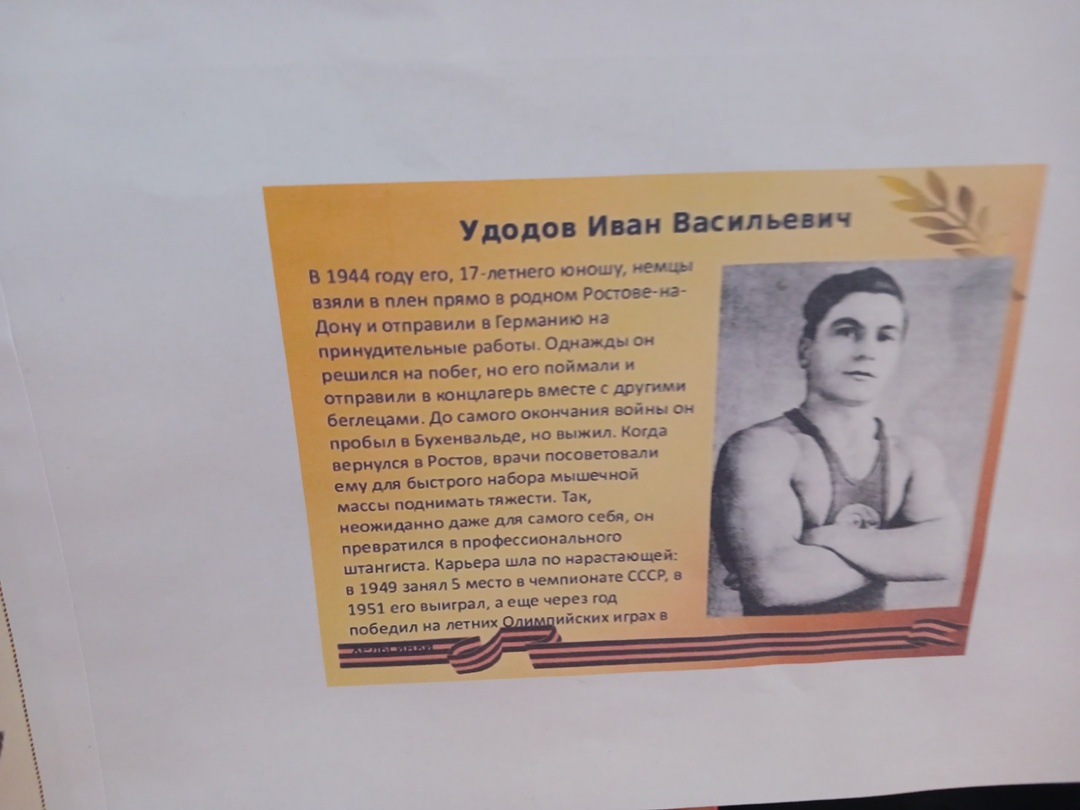 Удодов Иван Васильевич
В 1944 году его, 17-летнего юношу, немцы
взяли в плен прямо в родном Ростове-на-
Дону и отправили в Германию на
принудительные работы. Однажды он
решился на побег, но его поймали и
отправили в концлагерь вместе с другими
беглецами. До самого окончания войны он
пробыл в Бухенвальде, но выжил. Когда
вернулся в Ростов, врачи посоветовали
ему для быстрого набора мышечной
массы поднимать тяжести. Так,
неожиданно даже для самого себя, он
превратился в профессионального
штангиста. Карьера шла по нарастающей:
в 1949 занял 5 место в чемпионате СССР, в
1951 его выиграл, а еще через год
победил на летних Олимпийских играх в